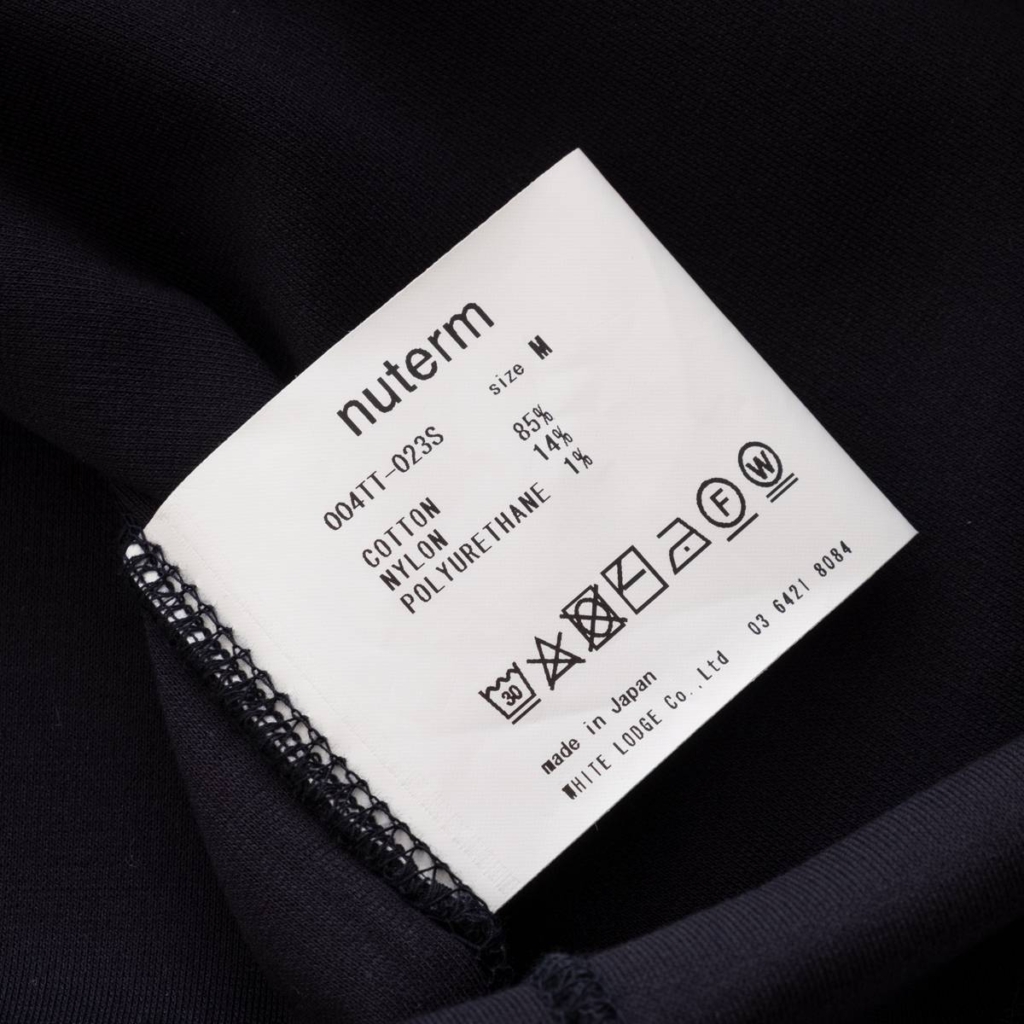 nuterm
004TT-023S size M
COTTON 85%
NYLON 14%
POLYURETHANE 1%
30 F W
made in Japan
WHITE LODGE Co.,Ltd 03 6421 8084